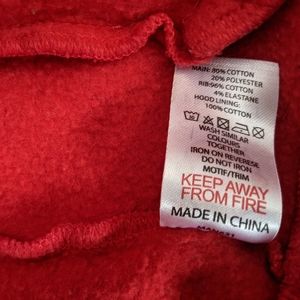 MAIN: 80% COTTON
20% POLYESTER
RIB:96% COTTON
4% ELASTANE
HOOD LINING:
100% COTTON
WASH SIMILAR
COLOURS
TOGETHER
IRON ON REVERESE
DO NOT IRON
MOTIF/TRIM
KEEP AWAY
FROM FIRE
MADE IN CHINA